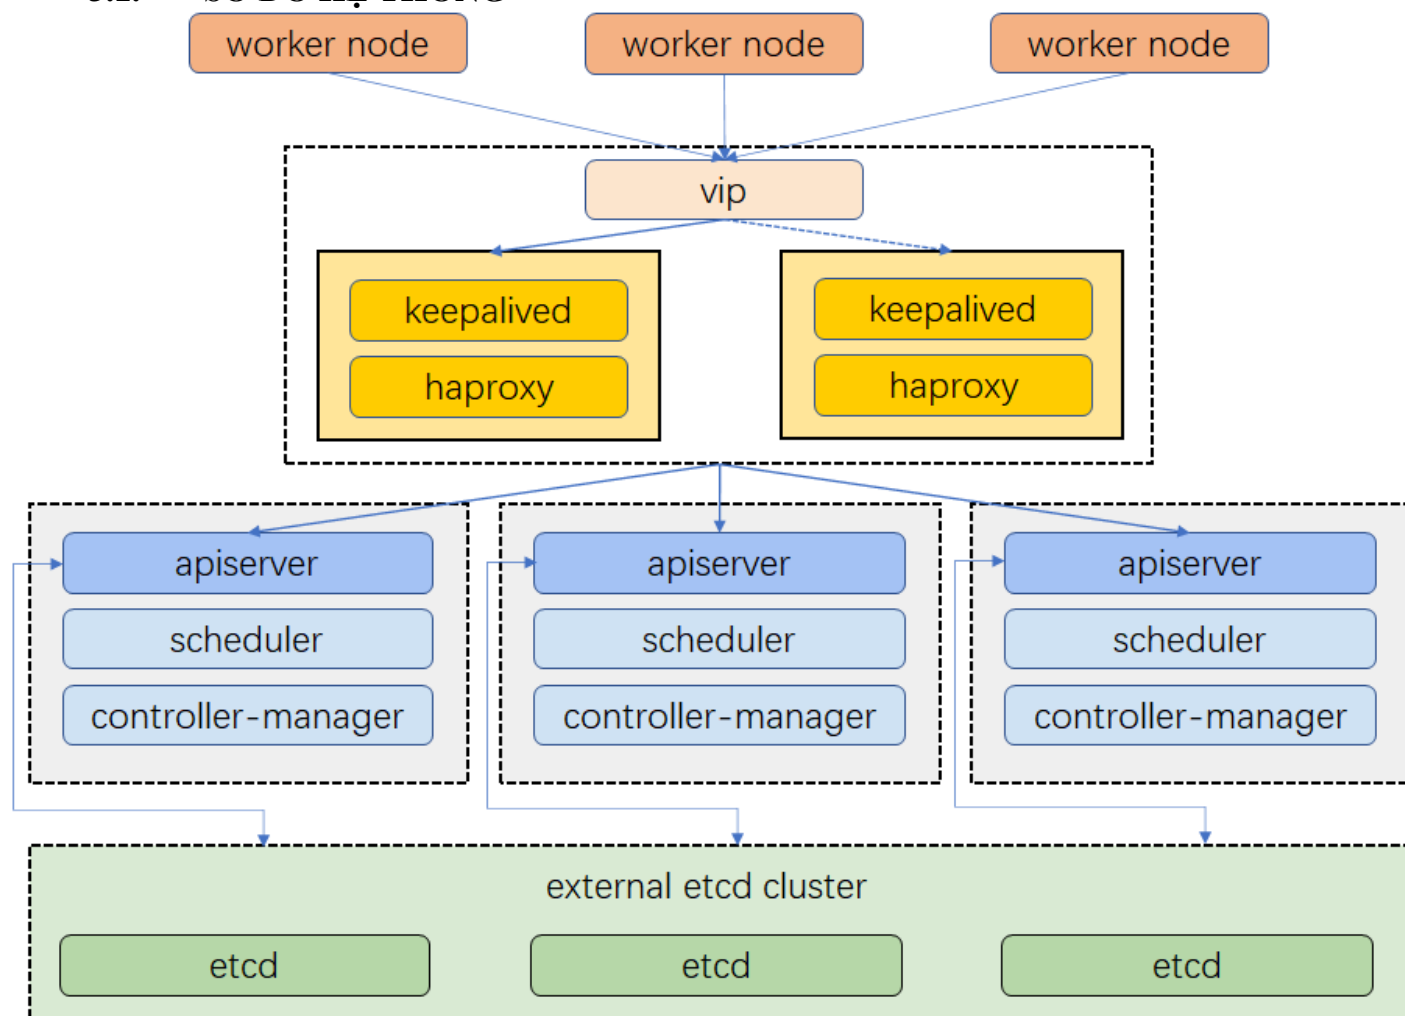 worker node
worker node
worker node
vip
keepalived
haproxy
keepalived
haproxy
apiserver
scheduler
controller-manager
apiserver
scheduler
controller-manager
apiserver
scheduler
controller-manager
external etcd cluster
etcd
etcd
etcd